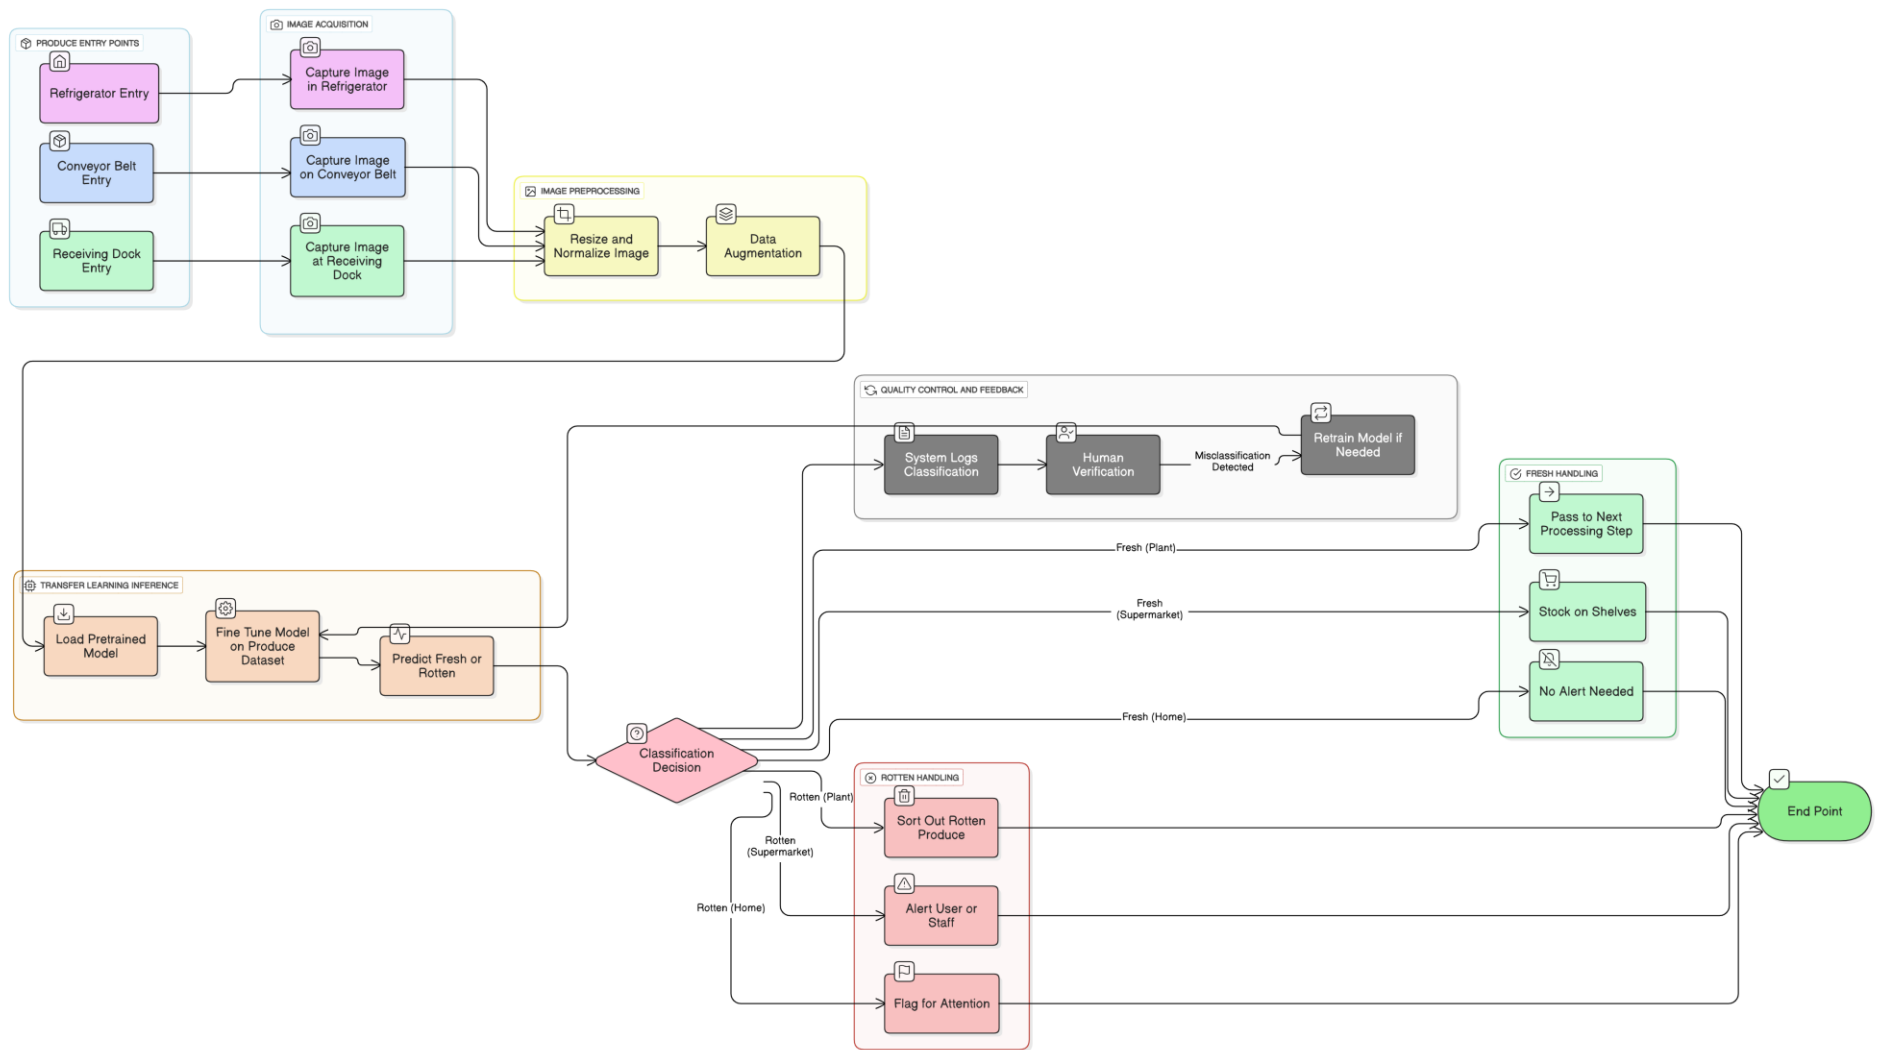 PRODUCE ENTRY POINTS
Refrigerator Entry
Conveyor Belt
Entry
Receiving Dock
Entry
IMAGE ACQUISITION
Capture Image
in Refrigerator
Capture Image
on Conveyor Belt
Capture Image
at Receiving
Dock
IMAGE PREPROCESSING
Resize and
Normalize Image
Data
Augmentation
QUALITY CONTROL AND FEEDBACK
System Logs
Classification
Human
Verification
Misclassification
Detected
Retrain Model if
Needed
TRANSFER LEARNING INFERENCE
Load Pretrained
Model
Fine Tune Model
on Produce
Dataset
Predict Fresh or
Rotten
Classification
Decision
Fresh (Plant)
Fresh
(Supermarket)
Fresh (Home)
FRESH HANDLING
Pass to Next
Processing Step
Stock on Shelves
No Alert Needed
Rotten (Plant)
Rotten
(Supermarket)
Rotten (Home)
ROTTEN HANDLING
Sort Out Rotten
Produce
Alert User or
Staff
Flag for Attention
End Point